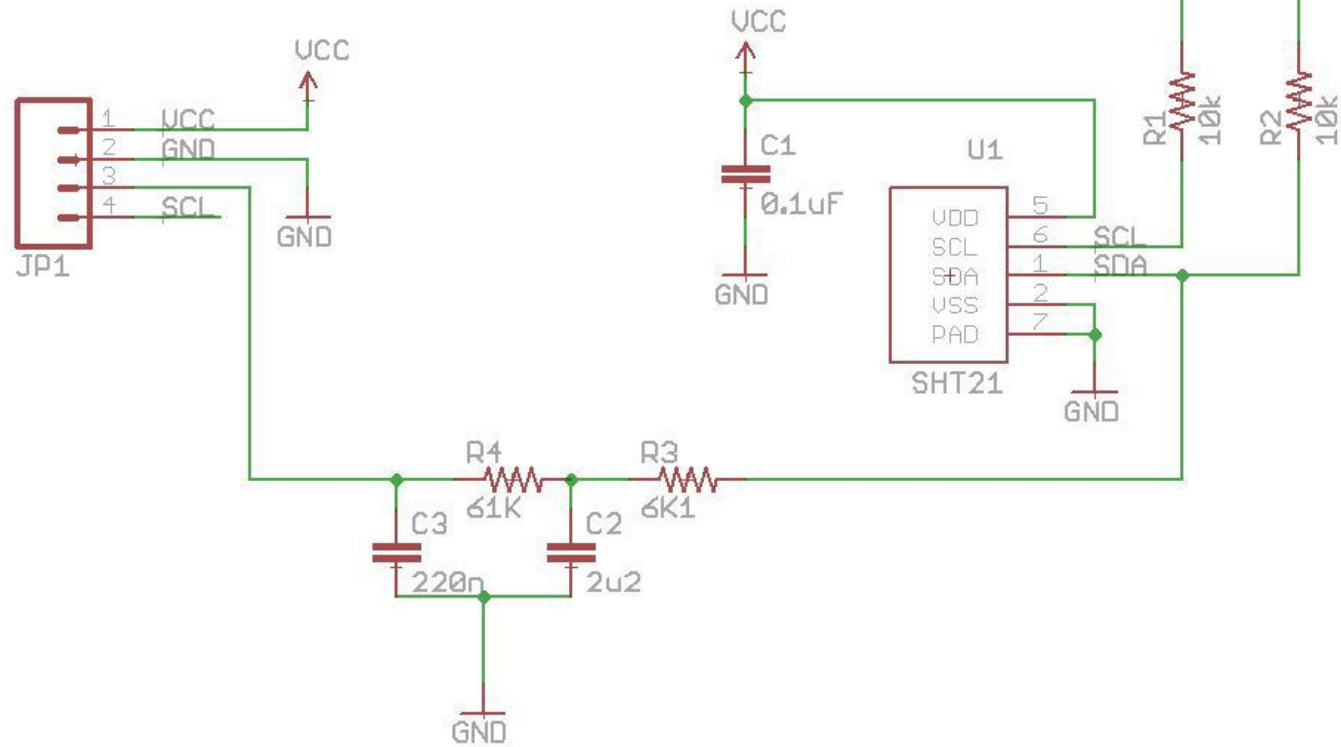 VCC
1 VCC
2 GND
3
4 SCL
JP1
GND
VCC
C1
0.1uF
GND
U1
VDD 5
SCL 6 SCL
SDA 1 SDA
VSS 2
PAD 7
SHT21
GND
R1
10k
R2
10k
R4
61K
R3
6K1
C3
220n
C2
2u2
GND